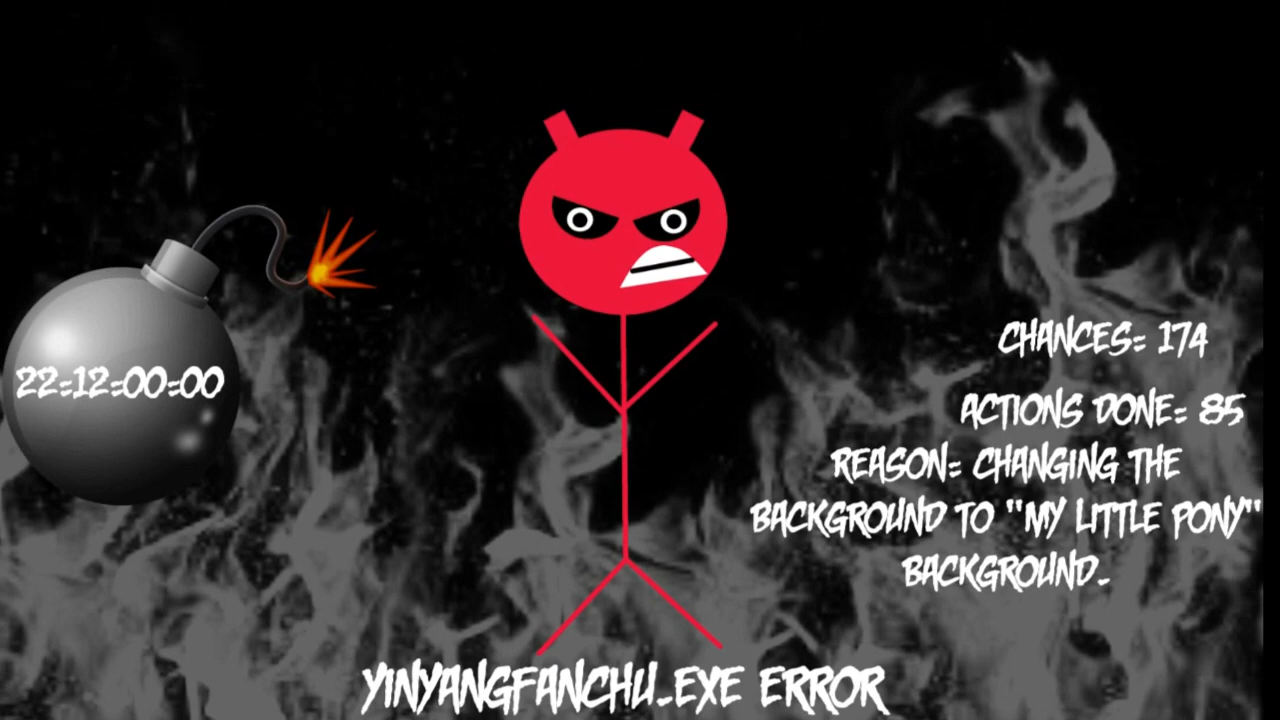 22:12:00:00
CHANCES: 174
ACTIONS DONE: 85
REASON: CHANGING THE
BACKGROUND TO "MY LITTLE PONY"
BACKGROUND.
YINYANGFANCHU.EXE ERROR